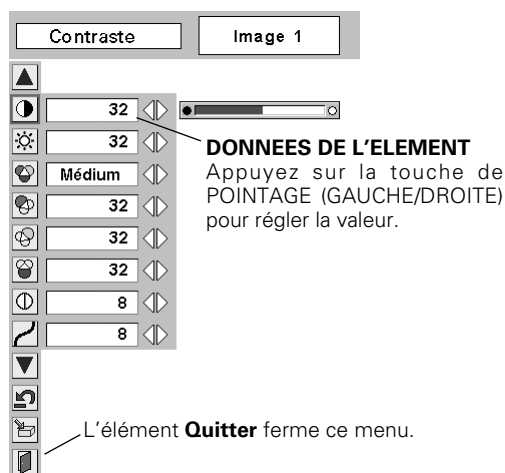 Contraste Image 1
32
32
Médium
32
32
32
8
8
DONNEES DE L'ELEMENT
Appuyez sur la touche de
POINTAGE (GAUCHE/DROITE)
pour régler la valeur.
L'élément Quitter ferme ce menu.